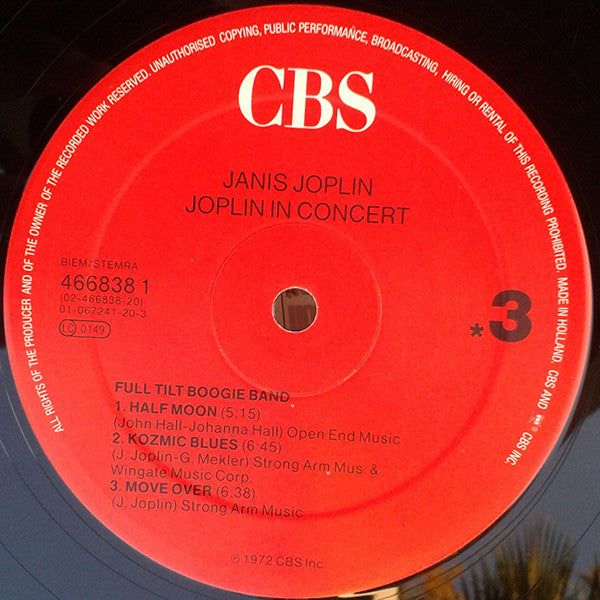 ALL RIGHTS OF THE PRODUCER AND OF THE OWNER OF THE RECORDED WORK RESERVED. UNAUTHORISED COPYING, PUBLIC PERFORMANCE, BROADCASTING, HIRING OR RENTAL OF THIS RECORDING PROHIBITED. MADE IN HOLLAND. CBS AND CBS INC.
CBS
JANIS JOPLIN
JOPLIN IN CONCERT
BIEM/STEMRA
466838 1
(02-466838-20)
01-067241-20-3
LC 0149
*3
FULL TILT BOOGIE BAND
1. HALF MOON (5:15)
(John Hall-Johanna Hall) Open End Music
2. KOZMIC BLUES (6:45)
(J. Joplin-G. Mekler) Strong Arm Mus. &
Wingate Music Corp.
3. MOVE OVER (6:38)
(J. Joplin) Strong Arm Music
℗ 1972 CBS Inc